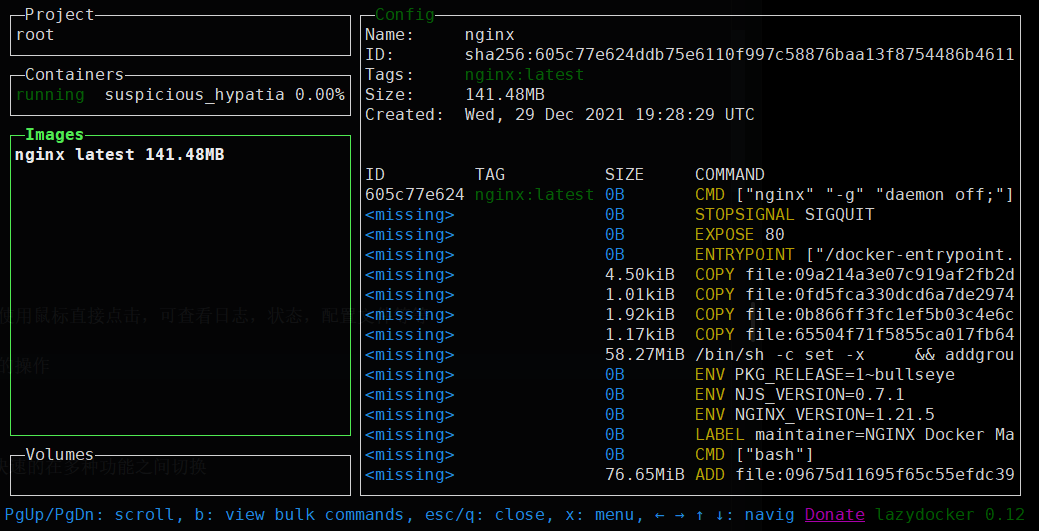 Project
root
Containers
running suspicious_hypatia 0.00%
Images
nginx latest 141.48MB
使用鼠标直接点击，可查看日志，状态，配置
的操作
Volumes
快速的在多种功能之间切换
Config
Name: nginx
ID: sha256:605c77e624ddb75e6110f997c58876baa13f8754486b4611
Tags: nginx:latest
Size: 141.48MB
Created: Wed, 29 Dec 2021 19:28:29 UTC
ID TAG SIZE COMMAND
605c77e624 nginx:latest 0B CMD ["nginx" "-g" "daemon off;"]
<missing> 0B STOPSIGNAL SIGQUIT
<missing> 0B EXPOSE 80
<missing> 0B ENTRYPOINT ["/docker-entrypoint.
<missing> 4.50kiB COPY file:09a214a3e07c919af2fb2d
<missing> 1.01kiB COPY file:0fd5fca330dcd6a7de2974
<missing> 1.92kiB COPY file:0b866ff3fc1ef5b03c4e6c
<missing> 1.17kiB COPY file:65504f71f5855ca017fb64
<missing> 58.27MiB /bin/sh -c set -x && addgrou
<missing> 0B ENV PKG_RELEASE=1~bullseye
<missing> 0B ENV NJS_VERSION=0.7.1
<missing> 0B ENV NGINX_VERSION=1.21.5
<missing> 0B LABEL maintainer=NGINX Docker Ma
<missing> 0B CMD ["bash"]
<missing> 76.65MiB ADD file:09675d11695f65c55efdc39
PgUp/PgDn: scroll, b: view bulk commands, esc/q: close, x: menu, ← → ↑ ↓: navig Donate lazydocker 0.12